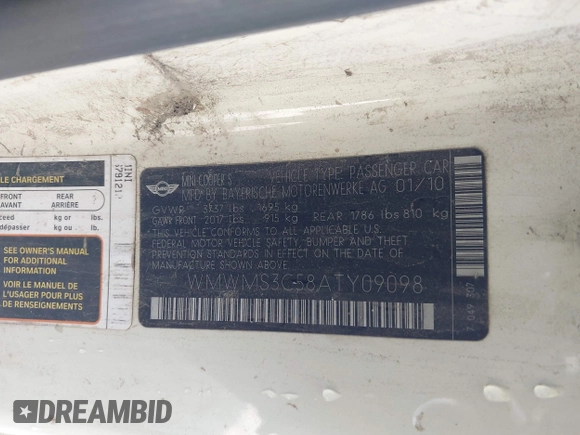 LE CHARGEMENT
FRONT
AVANT
REAR
ARRIÈRE
kg or lbs.
kg ou lb.
SEE OWNER'S MANUAL
FOR ADDITIONAL
INFORMATION
VOIR LE MANUEL DE
L'USAGER POUR PLUS DE
RENSEIGNEMENTS
MINI
MINI COOPER S VEHICLE TYPE PASSENGER CAR
MFD BY BAYERISCHE MOTORENWERKE AG 01/10
GVWR 3737 lbs 1695 kg
GAWR FRONT 2017 lbs 915 kg REAR 1786 lbs 810 kg
THIS VEHICLE CONFORMS TO ALL APPLICABLE U.S.
FEDERAL MOTOR VEHICLE SAFETY, BUMPER AND THEFT
PREVENTION STANDARDS IN EFFECT ON THE DATE OF
MANUFACTURE SHOWN ABOVE
WMWMS3C58ATY09098
DREAMBID